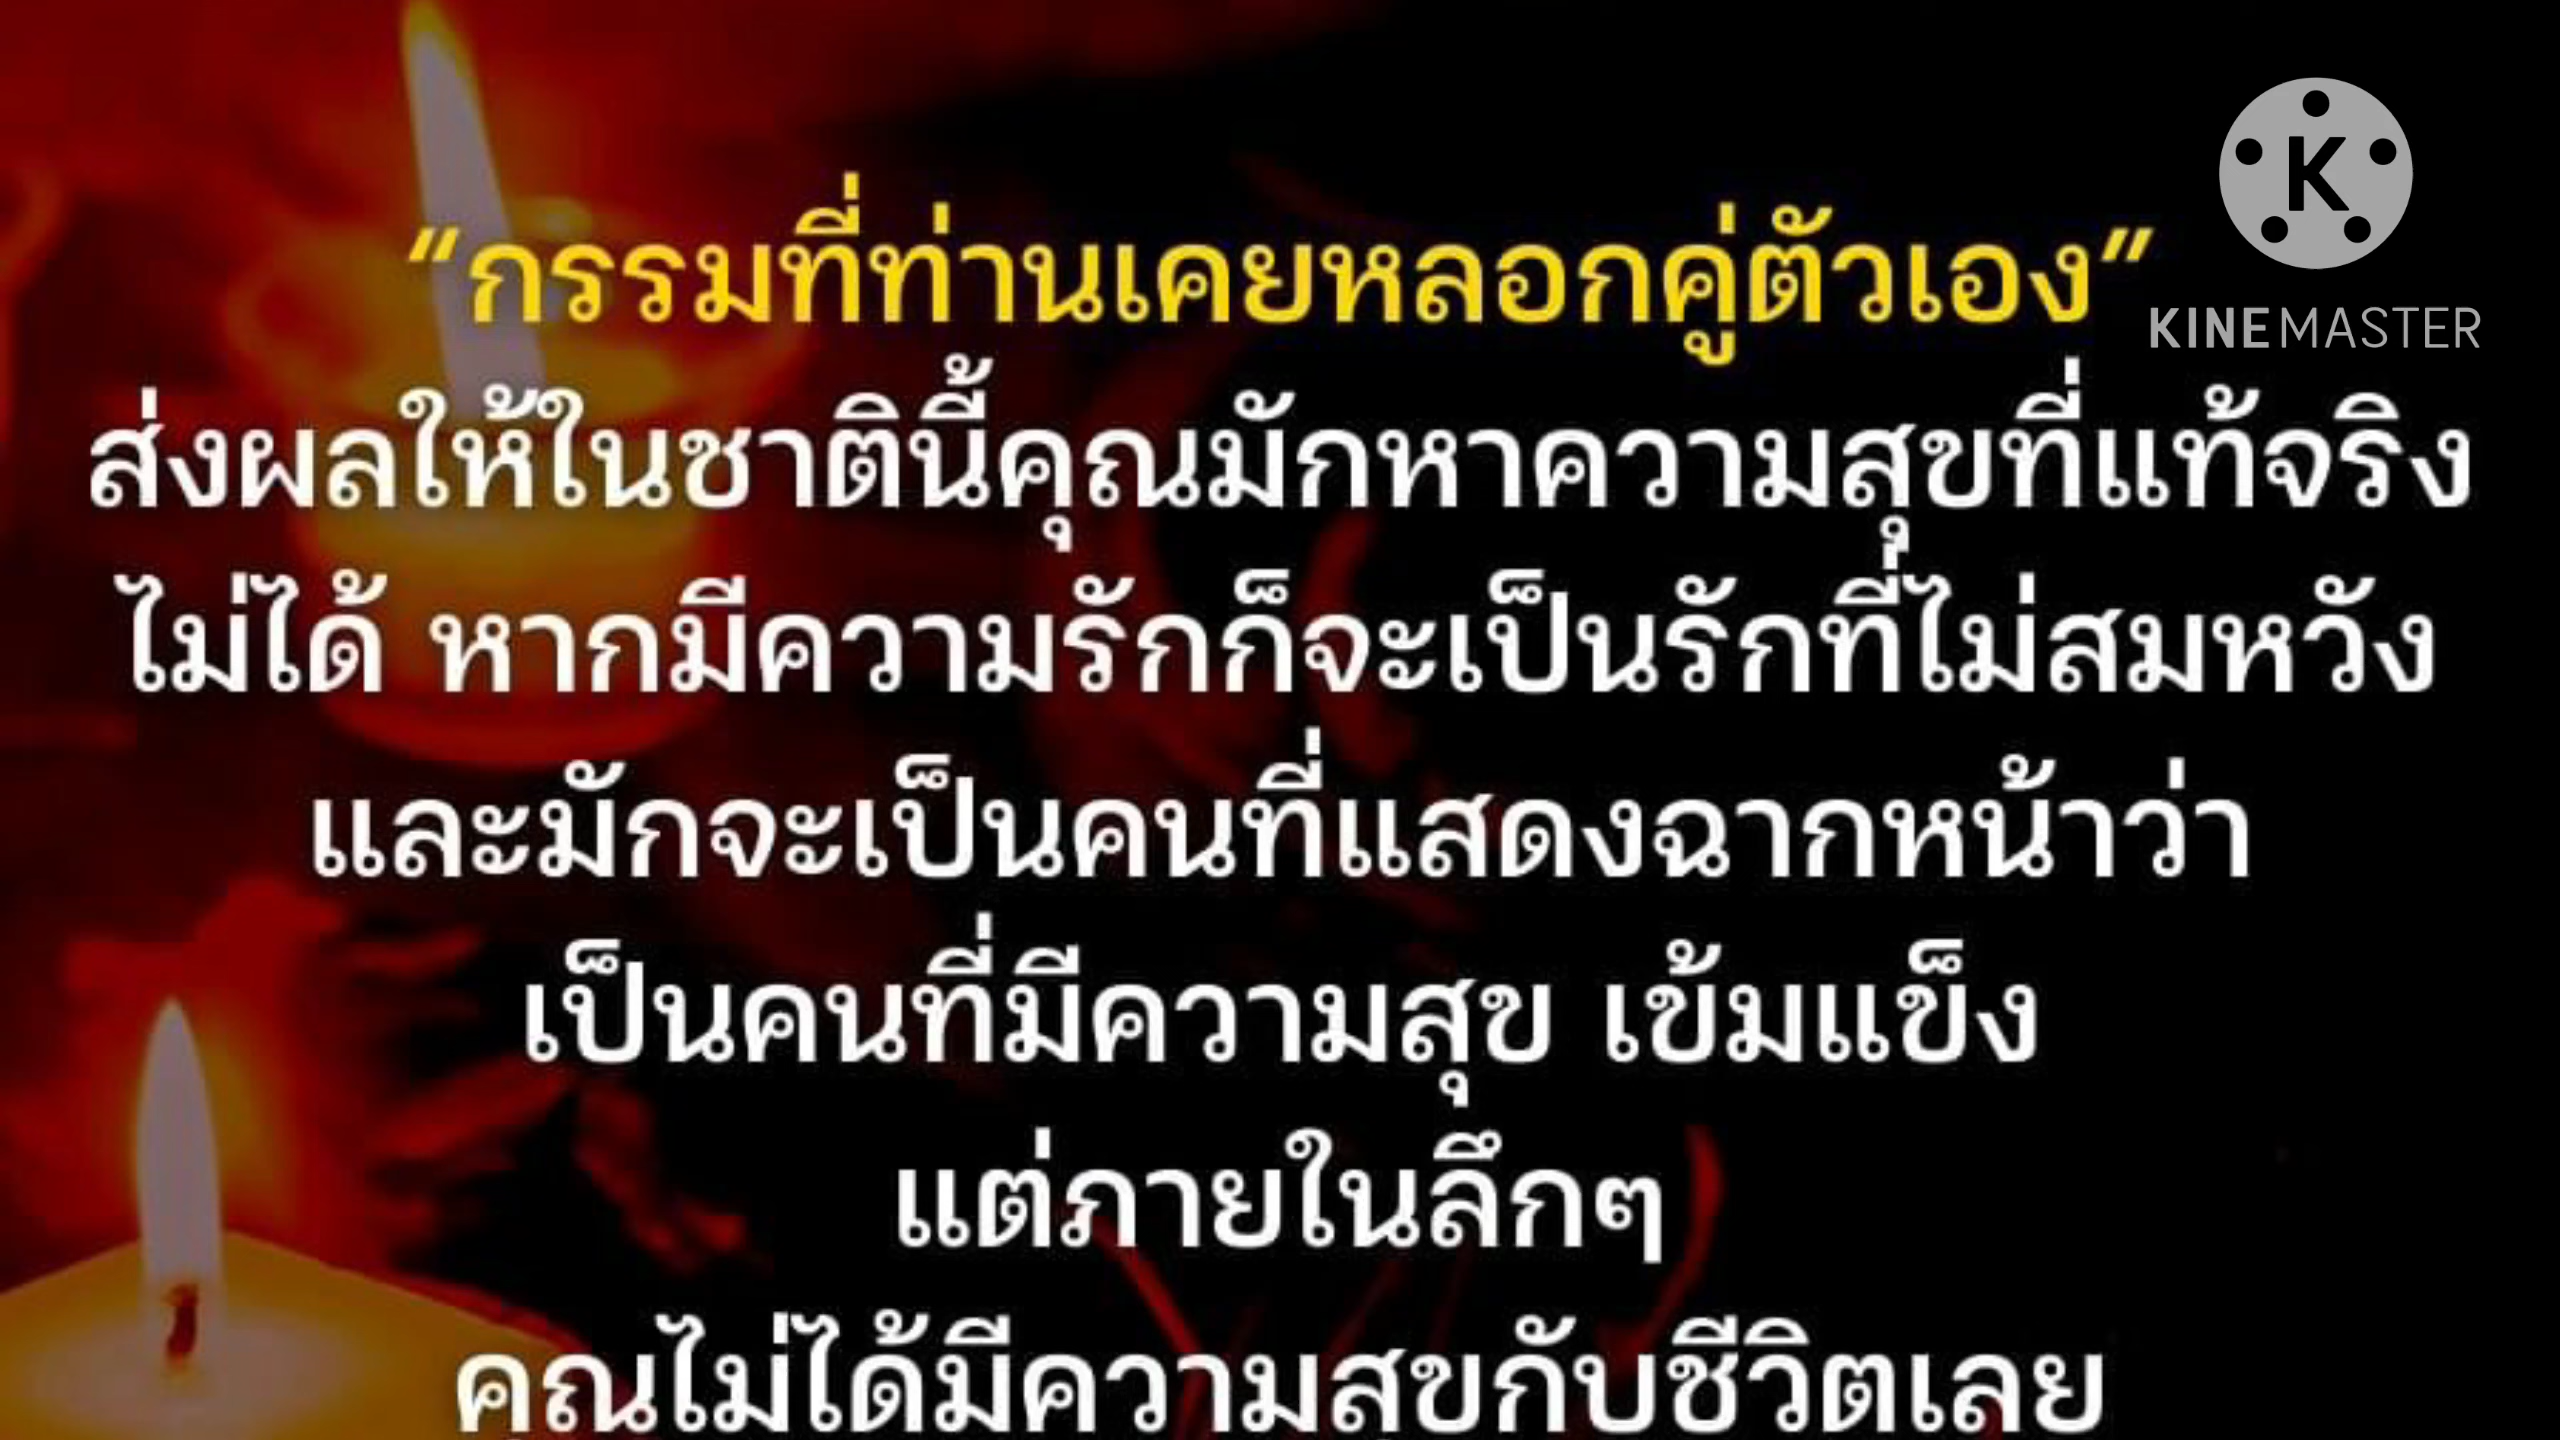 “กรรมที่ท่านเคยหลอกคู่ตัวเอง”
ส่งผลให้ในชาตินี้คุณมักหาความสุขที่แท้จริง
ไม่ได้ หากมีความรักก็จะเป็นรักที่ไม่สมหวัง
และมักจะเป็นคนที่แสดงฉากหน้าว่า
เป็นคนที่มีความสุข เข้มแข็ง
แต่ภายในลึกๆ
คุณไม่ได้มีความสุขกับชีวิตเลย
K
KINEMASTER